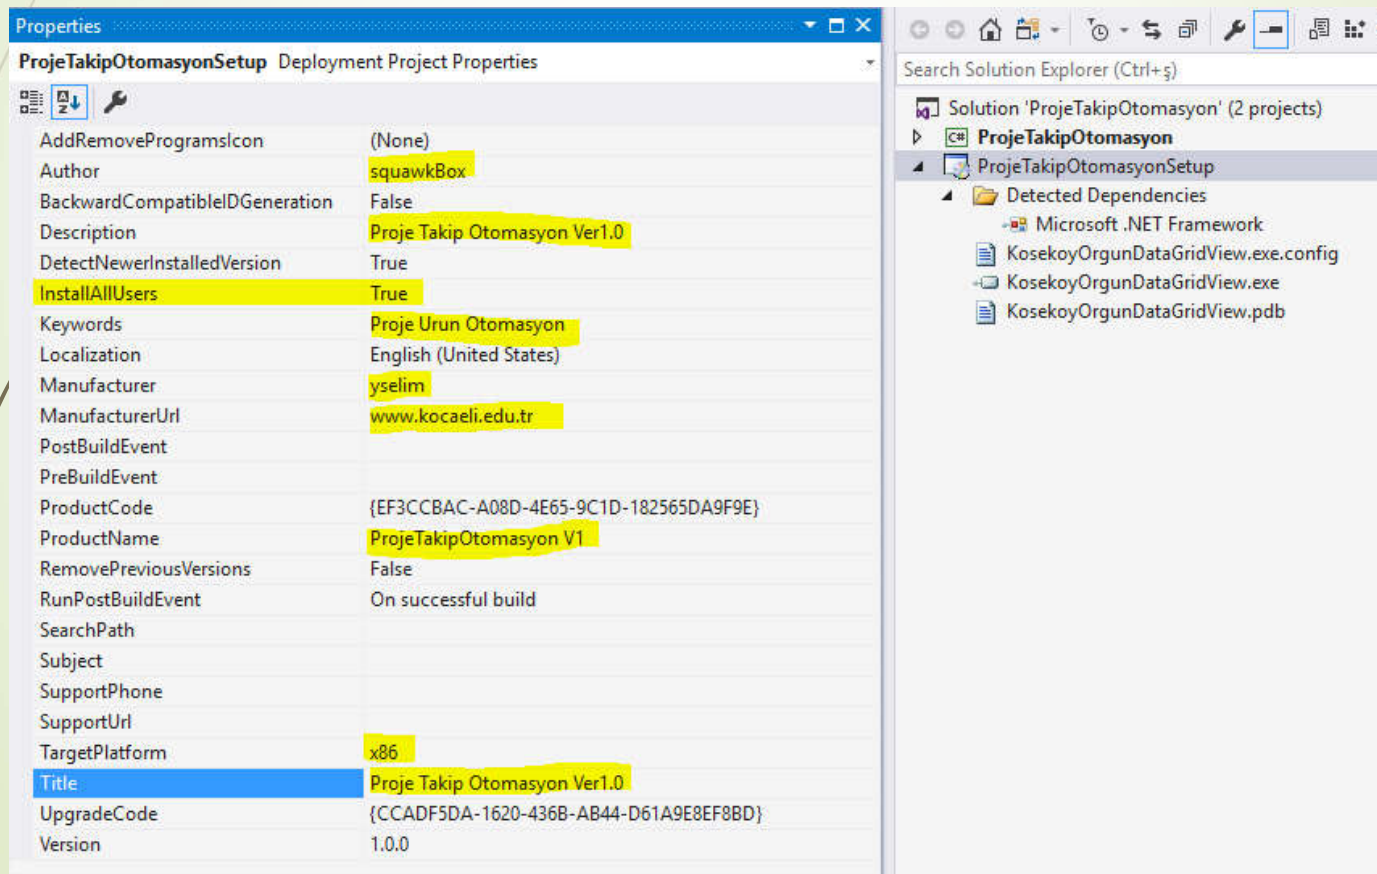 Properties
ProjeTakipOtomasyonSetup Deployment Project Properties
AddRemoveProgramsIcon (None)
Author squawkBox
BackwardCompatibleIDGeneration False
Description Proje Takip Otomasyon Ver1.0
DetectNewerInstalledVersion True
InstallAllUsers True
Keywords Proje Urun Otomasyon
Localization English (United States)
Manufacturer yselim
ManufacturerUrl www.kocaeli.edu.tr
PostBuildEvent
PreBuildEvent
ProductCode {EF3CCBAC-A08D-4E65-9C1D-182565DA9F9E}
ProductName ProjeTakipOtomasyon V1
RemovePreviousVersions False
RunPostBuildEvent On successful build
SearchPath
Subject
SupportPhone
SupportUrl
TargetPlatform x86
Title Proje Takip Otomasyon Ver1.0
UpgradeCode {CCADF5DA-1620-436B-AB44-D61A9E8EF8BD}
Version 1.0.0
Search Solution Explorer (Ctrl+ş)
Solution 'ProjeTakipOtomasyon' (2 projects)
C# ProjeTakipOtomasyon
ProjeTakipOtomasyonSetup
Detected Dependencies
Microsoft .NET Framework
KosekoyOrgunDataGridView.exe.config
KosekoyOrgunDataGridView.exe
KosekoyOrgunDataGridView.pdb